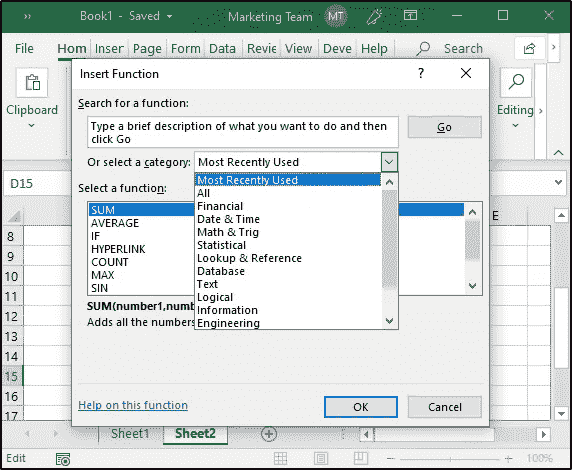 Book1 - Saved
Marketing Team MT
File Hom Inser Page Form Data Revie View Deve Help Search
Clipboard
Editing
Insert Function
? 
Search for a function:
Type a brief description of what you want to do and then
click Go
Go
Or select a category: Most Recently Used
Most Recently Used
All
Financial
Date & Time
Math & Trig
Statistical
Lookup & Reference
Database
Text
Logical
Information
Engineering
Select a function:
SUM
AVERAGE
IF
HYPERLINK
COUNT
MAX
SIN
SUM(number1,num
Adds all the numbers
Help on this function
OK
Cancel
D15
E
8
9
10
11
12
13
14
15
16
17
Sheet1 Sheet2
Edit
100%